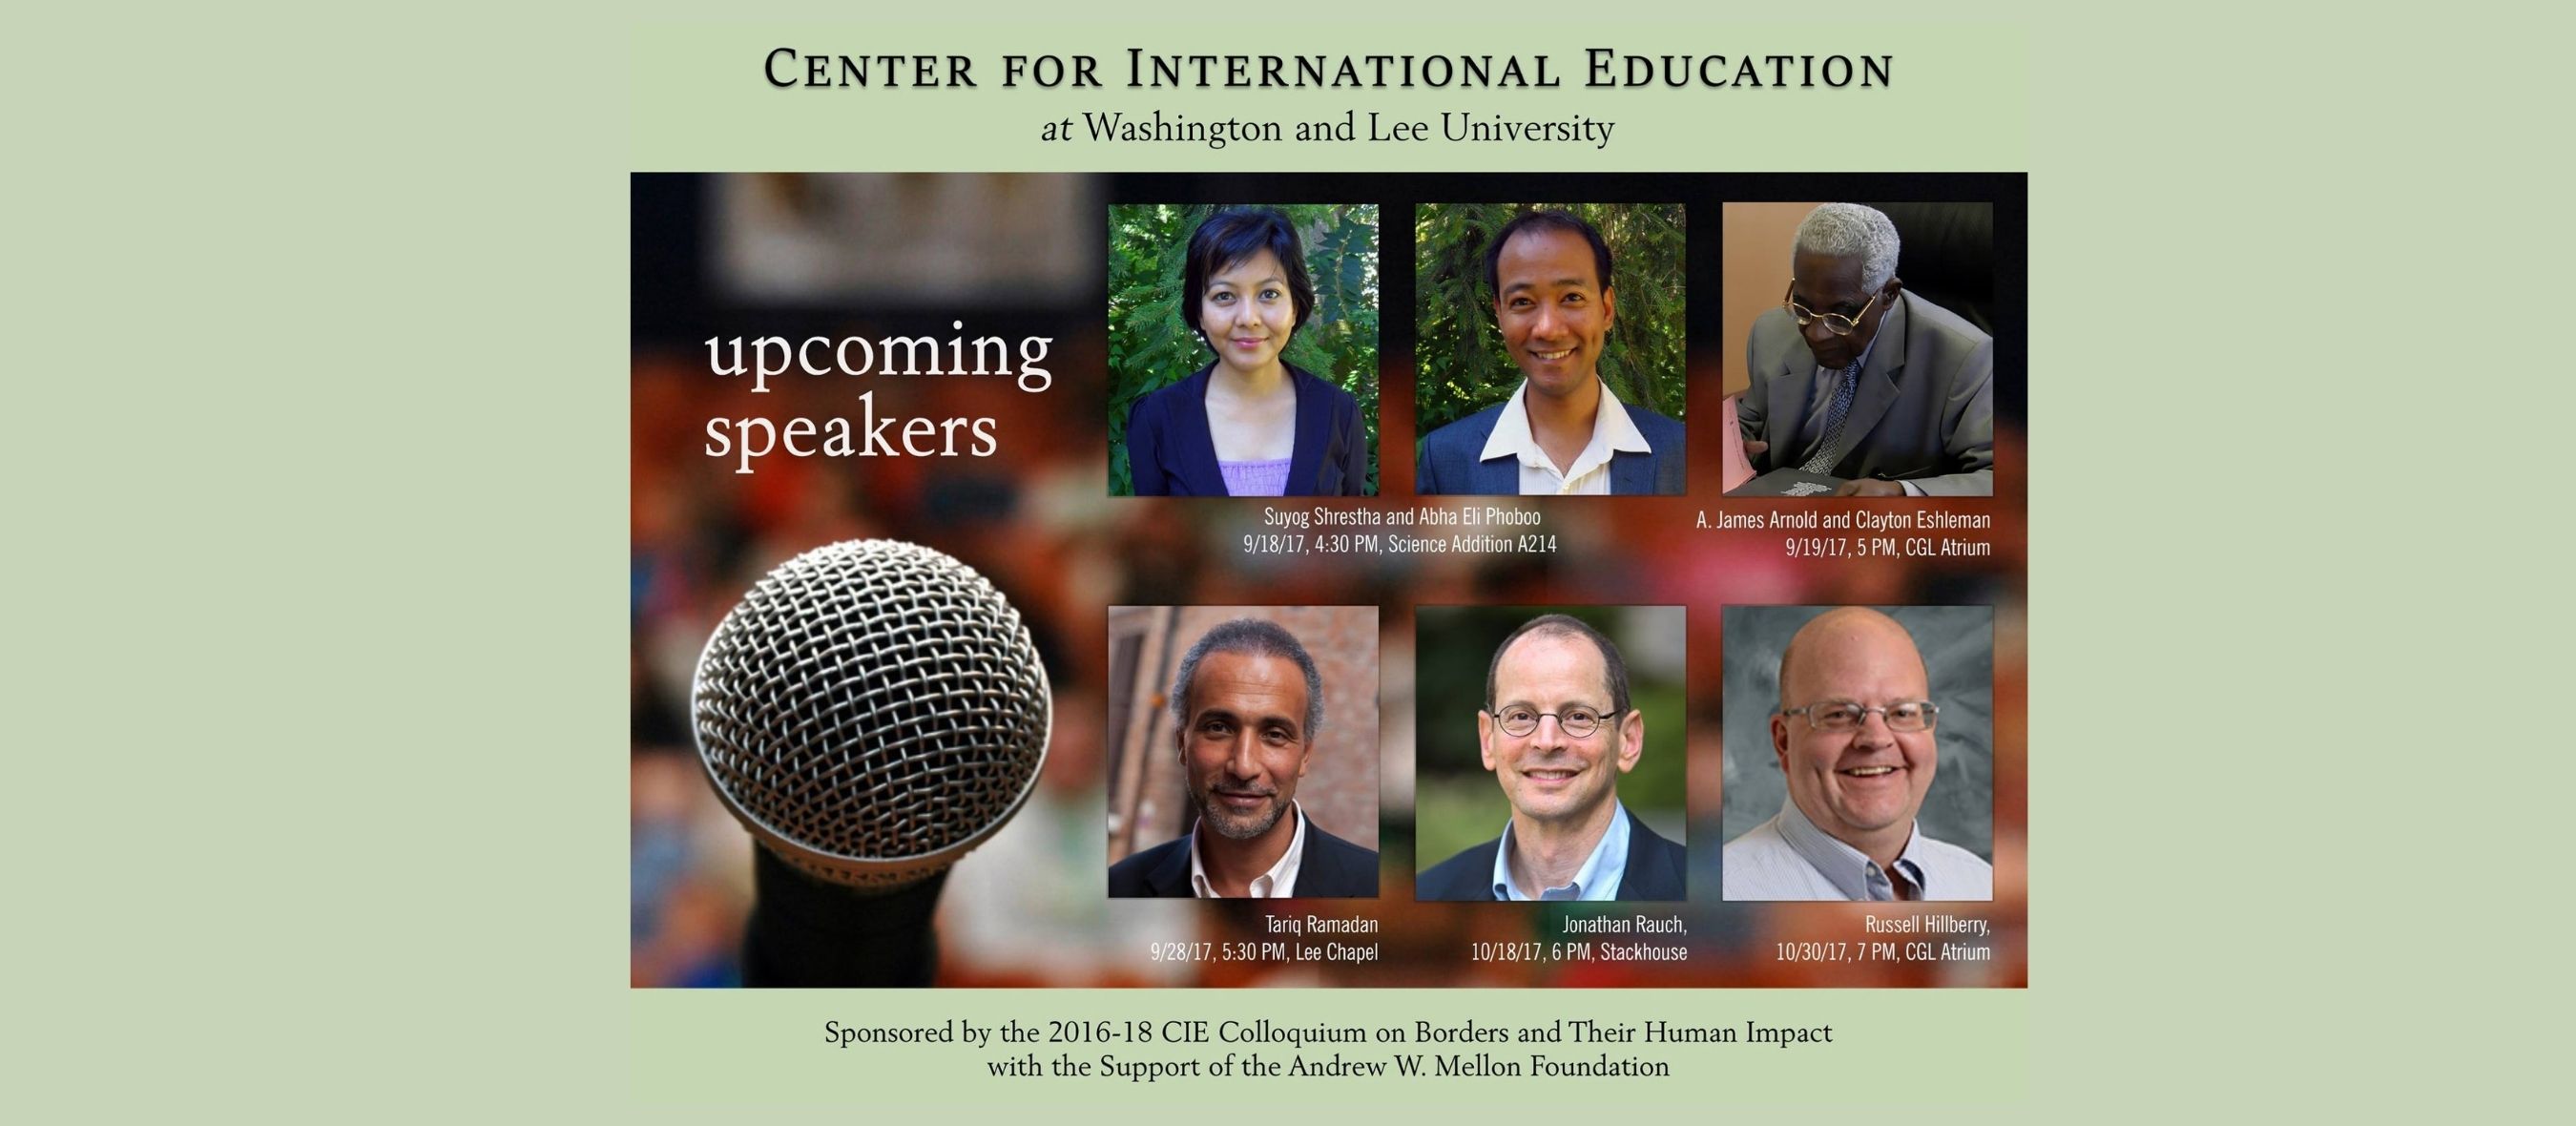 CENTER FOR INTERNATIONAL EDUCATION
at Washington and Lee University
upcoming
speakers
Suyog Shrestha and Abha Eli Phoboo
9/18/17, 4:30 PM, Science Addition A214
A. James Arnold and Clayton Eshleman
9/19/17, 5 PM, CGL Atrium
Tariq Ramadan
9/28/17, 5:30 PM, Lee Chapel
Jonathan Rauch,
10/18/17, 6 PM, Stackhouse
Russell Hillberry,
10/30/17, 7 PM, CGL Atrium
Sponsored by the 2016-18 CIE Colloquium on Borders and Their Human Impact
with the Support of the Andrew W. Mellon Foundation